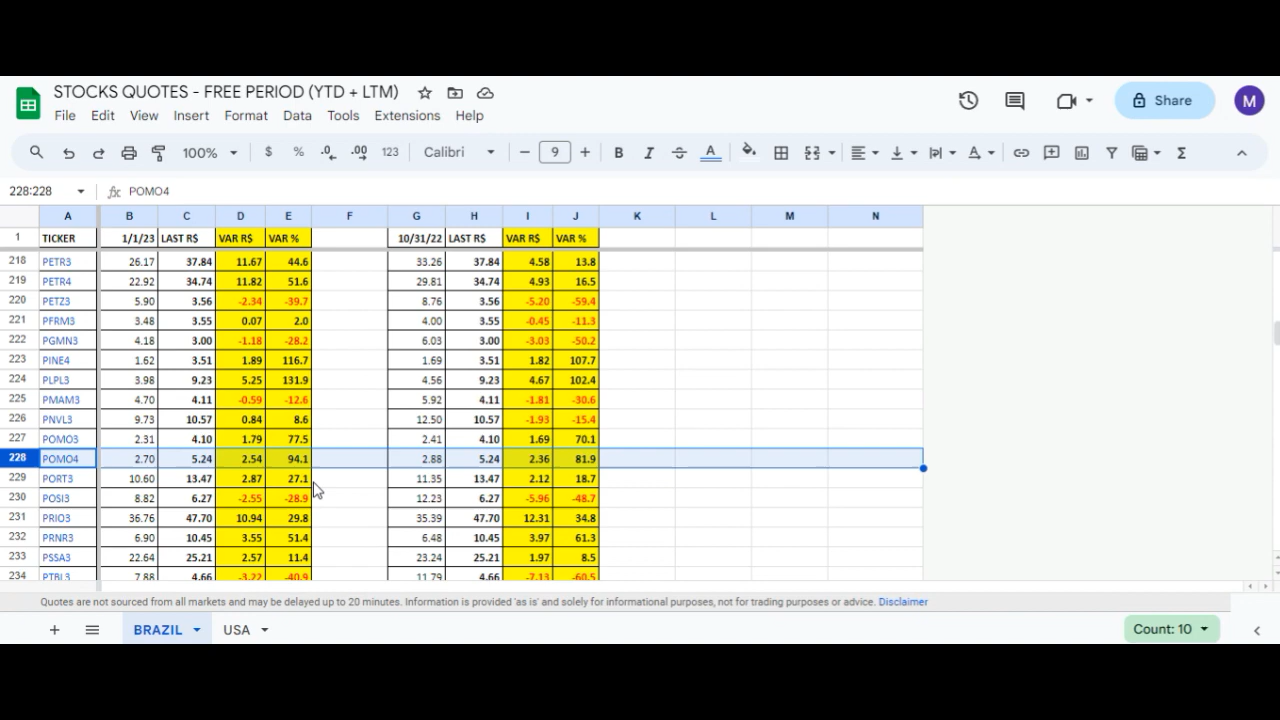 STOCKS QUOTES - FREE PERIOD (YTD + LTM)
File Edit View Insert Format Data Tools Extensions Help
Share
M
100% $ % .0 .00 123 Calibri 9 B I S A A Σ
228:228 fx POMO4
A B C D E F G H I J K L M N
1 TICKER 1/1/23 LAST R$ VAR R$ VAR % 10/31/22 LAST R$ VAR R$ VAR %
218 PETR3 26.17 37.84 11.67 44.6 33.26 37.84 4.58 13.8
219 PETR4 22.92 34.74 11.82 51.6 29.81 34.74 4.93 16.5
220 PETZ3 5.90 3.56 -2.34 -39.7 8.76 3.56 -5.20 -59.4
221 PFRM3 3.48 3.55 0.07 2.0 4.00 3.55 -0.45 -11.3
222 PGMN3 4.18 3.00 -1.18 -28.2 6.03 3.00 -3.03 -50.2
223 PINE4 1.62 3.51 1.89 116.7 1.69 3.51 1.82 107.7
224 PLPL3 3.98 9.23 5.25 131.9 4.56 9.23 4.67 102.4
225 PMAM3 4.70 4.11 -0.59 -12.6 5.92 4.11 -1.81 -30.6
226 PNVL3 9.73 10.57 0.84 8.6 12.50 10.57 -1.93 -15.4
227 POMO3 2.31 4.10 1.79 77.5 2.41 4.10 1.69 70.1
228 POMO4 2.70 5.24 2.54 94.1 2.88 5.24 2.36 81.9
229 PORT3 10.60 13.47 2.87 27.1 11.35 13.47 2.12 18.7
230 POSI3 8.82 6.27 -2.55 -28.9 12.23 6.27 -5.96 -48.7
231 PRIO3 36.76 47.70 10.94 29.8 35.39 47.70 12.31 34.8
232 PRNR3 6.90 10.45 3.55 51.4 6.48 10.45 3.97 61.3
233 PSSA3 22.64 25.21 2.57 11.4 23.24 25.21 1.97 8.5
234 PTBL3 7.88 4.66 -3.22 -40.9 11.79 4.66 -7.13 -60.5
Quotes are not sourced from all markets and may be delayed up to 20 minutes. Information is provided 'as is' and solely for informational purposes, not for trading purposes or advice. Disclaimer
BRAZIL USA Count: 10